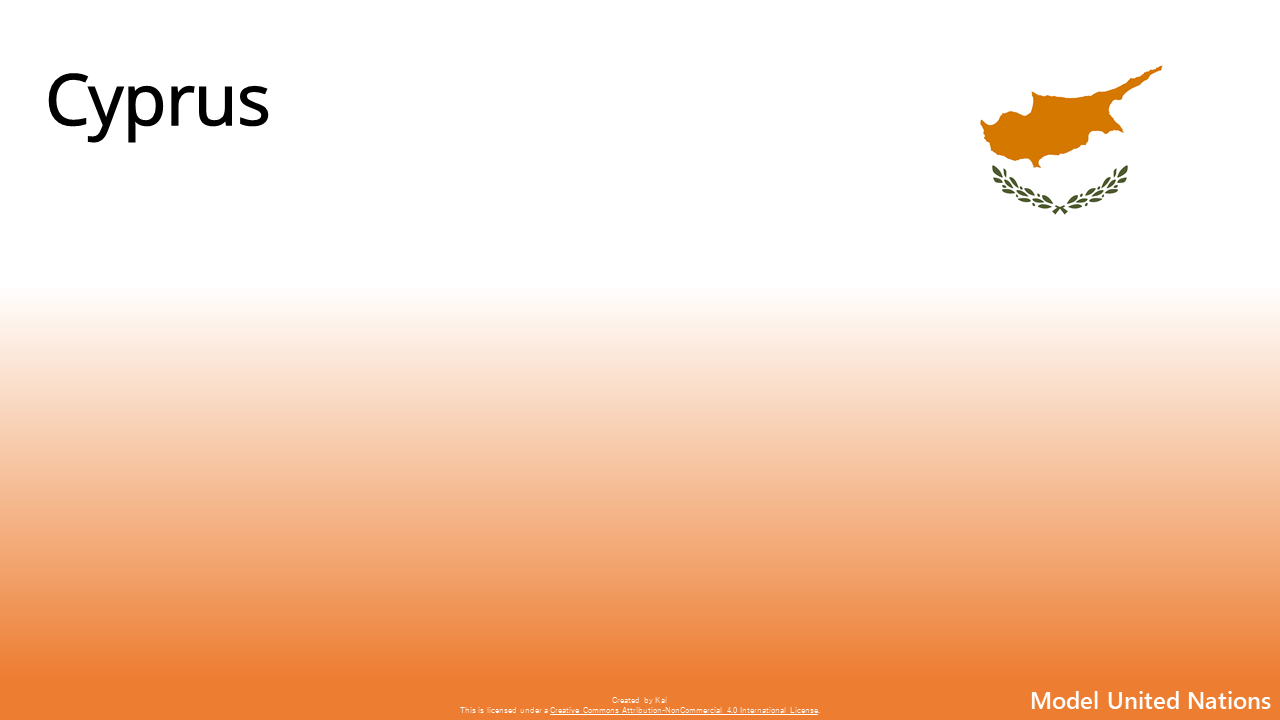 Cyprus
Created by Kai
This is licensed under a Creative Commons Attribution-NonCommercial 4.0 International License.
Model United Nations